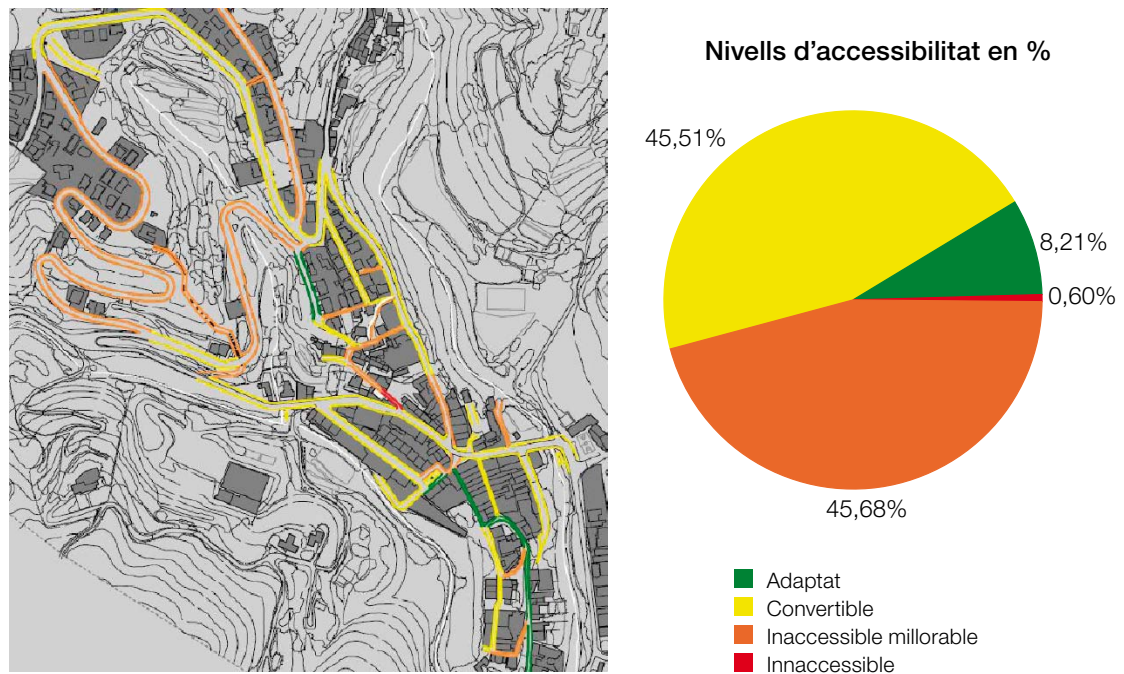 Nivells d’accessibilitat en %
45,51%
8,21%
0,60%
45,68%
Adaptat
Convertible
Inaccessible millorable
Innaccessible